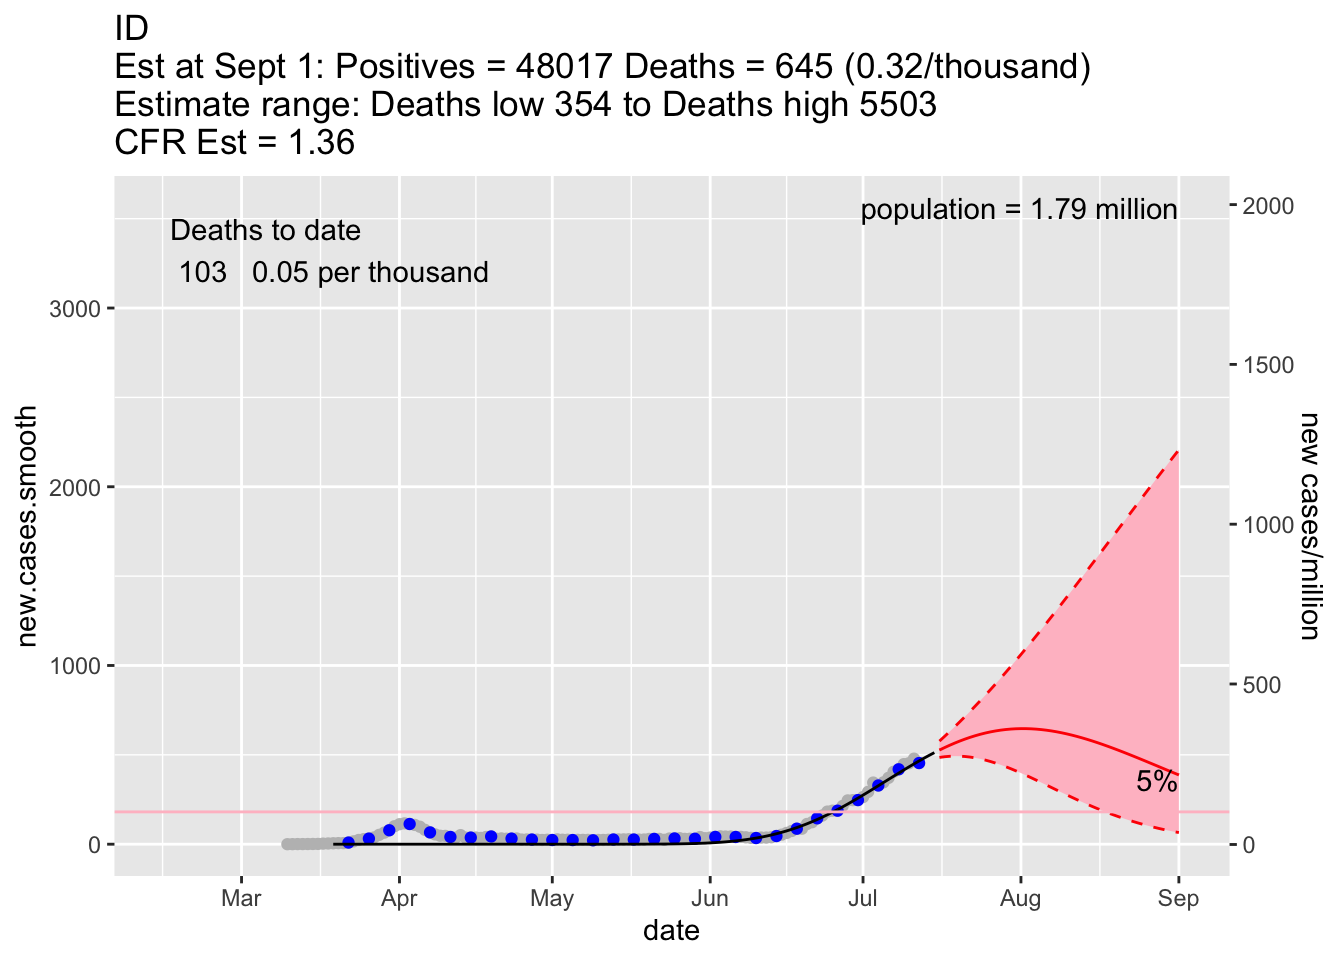 ID
Est at Sept 1: Positives = 48017 Deaths = 645 (0.32/thousand)
Estimate range: Deaths low 354 to Deaths high 5503
CFR Est = 1.36
population = 1.79 million
Deaths to date
103 0.05 per thousand
3000
2000
1000
0
new.cases.smooth
2000
1500
1000
500
0
new cases/million
5%
Mar Apr May Jun Jul Aug Sep
date